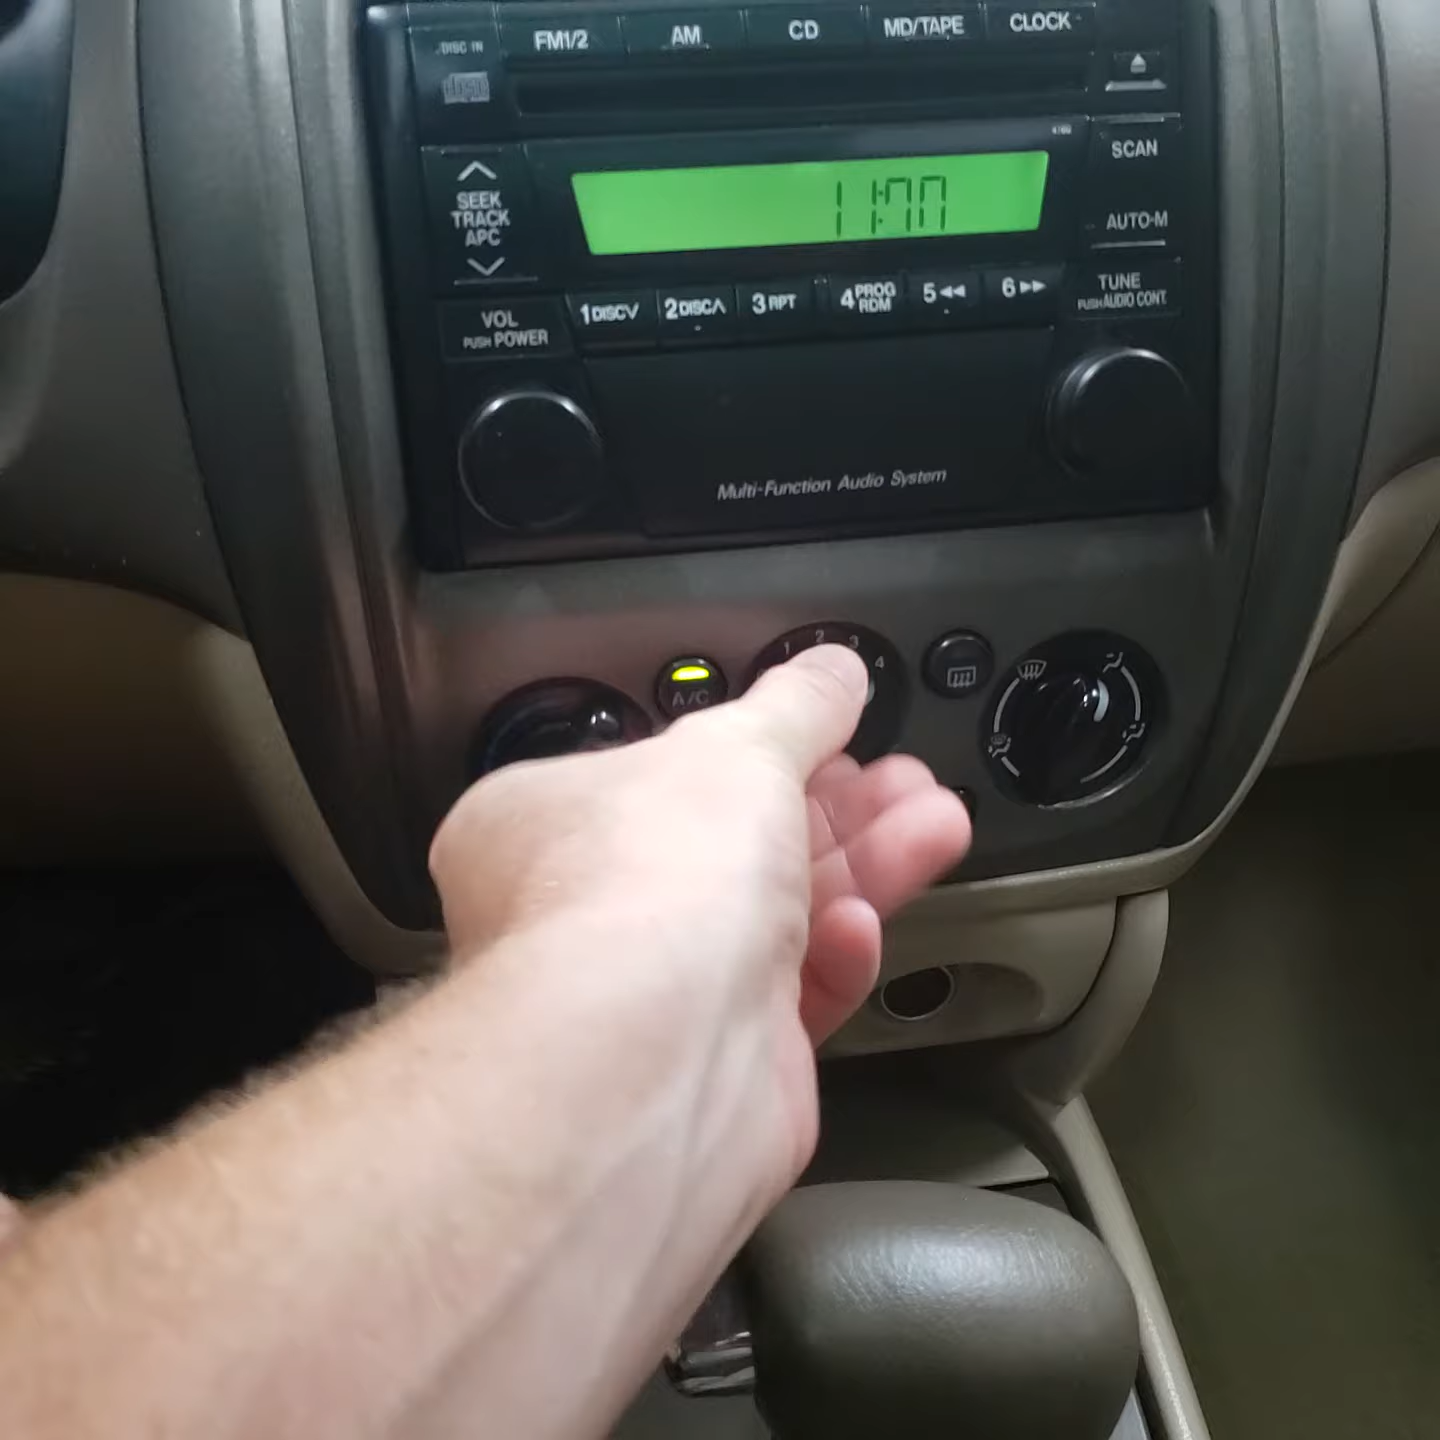 DISC IN FM1/2 AM CD MD/TAPE CLOCK
disc
SCAN
11:00
SEEK
TRACK
APC
AUTO-M
TUNE
PUSH AUDIO CONT.
1 DISC∨ 2 DISC∧ 3 RPT 4 PROG RDM 5 ◀◀ 6 ▶▶
VOL
PUSH POWER
Multi-Function Audio System
1 2 3 4
A/C